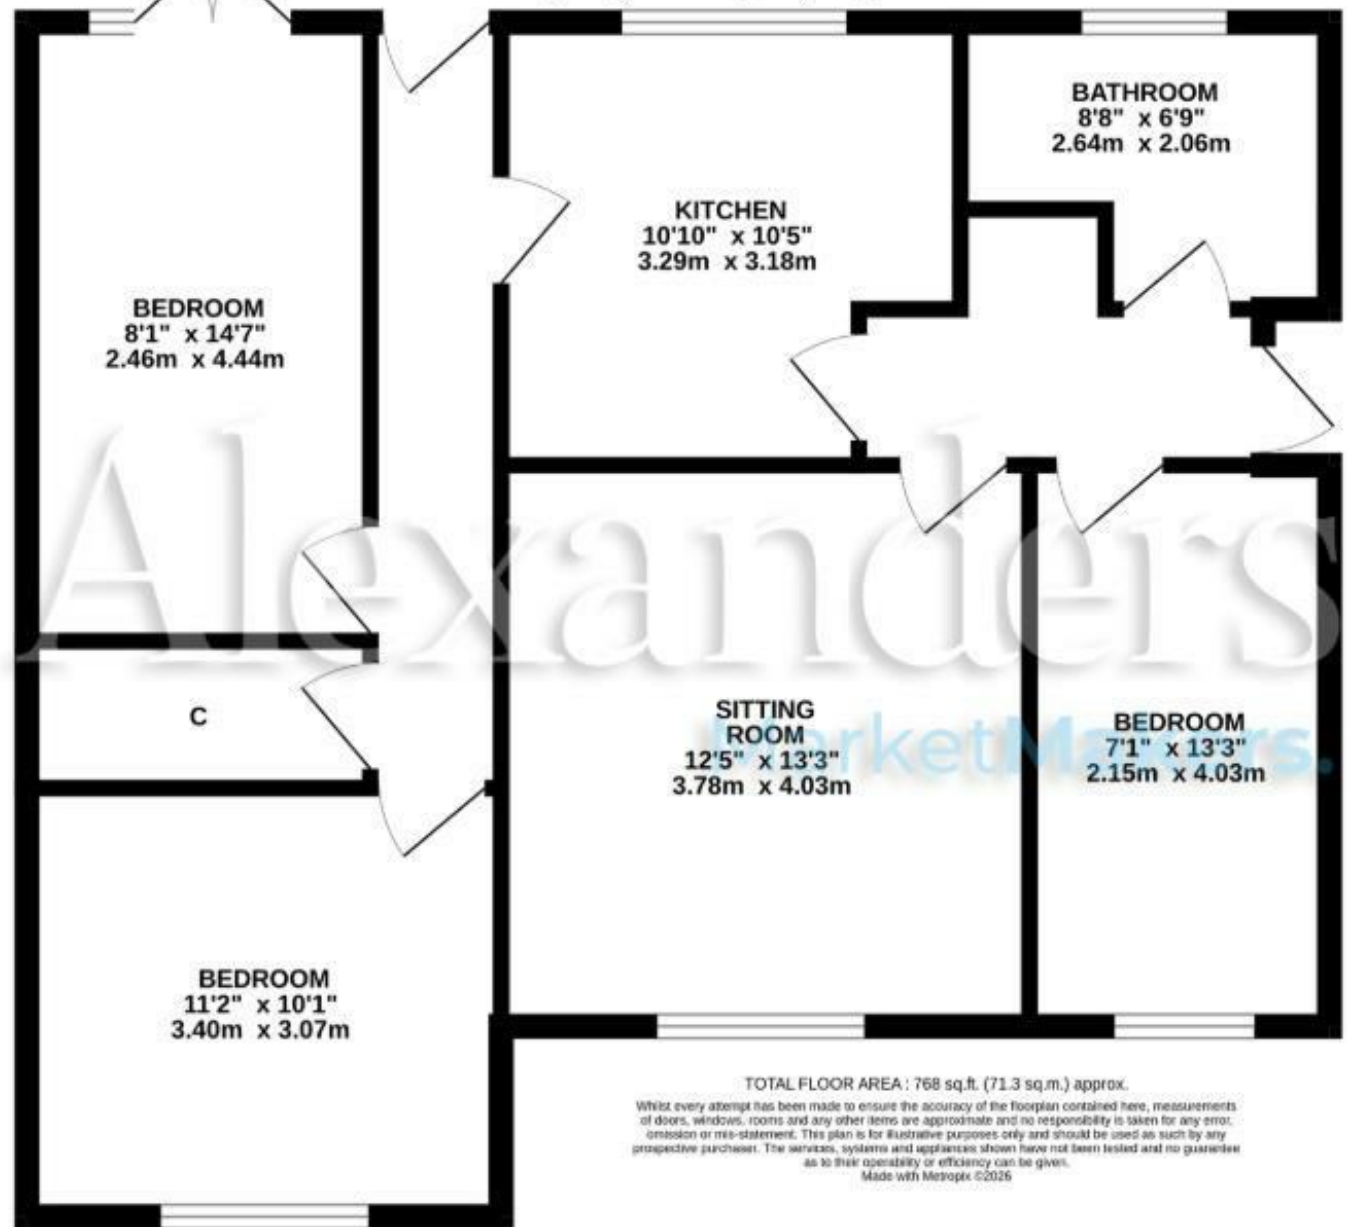 BATHROOM
8'8" x 6'9"
2.64m x 2.06m
KITCHEN
10'10" x 10'5"
3.29m x 3.18m
BEDROOM
8'1" x 14'7"
2.46m x 4.44m
Alexanders
MarketMakers.
C
SITTING
ROOM
12'5" x 13'3"
3.78m x 4.03m
BEDROOM
7'1" x 13'3"
2.15m x 4.03m
BEDROOM
11'2" x 10'1"
3.40m x 3.07m
TOTAL FLOOR AREA : 768 sq.ft. (71.3 sq.m.) approx.
Whilst every attempt has been made to ensure the accuracy of the floorplan contained here, measurements
of doors, windows, rooms and any other items are approximate and no responsibility is taken for any error,
omission or mis-statement. This plan is for illustrative purposes only and should be used as such by any
prospective purchaser. The services, systems and appliances shown have not been tested and no guarantee
as to their operability or efficiency can be given.
Made with Metropix ©2026